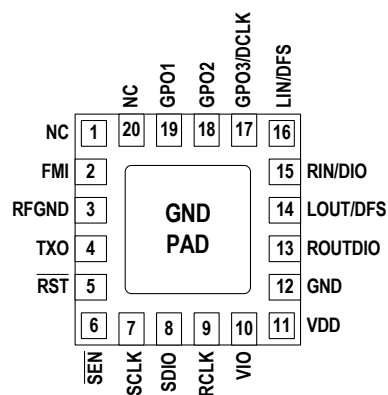 NC
GPO1
GPO2
GPO3/DCLK
LIN/DFS
NC
1
20
19
18
17
16
FMI
2
15
RIN/DIO
RFGND
3
GND
PAD
14
LOUT/DFS
TXO
4
13
ROUTDIO
RST
5
12
GND
6
7
8
9
10
11
VDD
SEN
SCLK
SDIO
RCLK
VIO